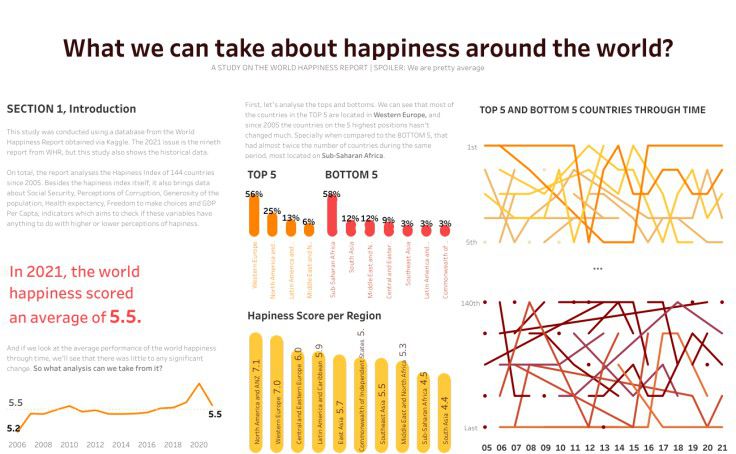 What we can take about happiness around the world?
A STUDY ON THE WORLD HAPPINESS REPORT | SPOILER: We are pretty average
SECTION 1, Introduction
This study was conducted using a database from the World
Happiness Report obtained via Kaggle. The 2021 issue is the nineth
report from WHR, but this study also shows the historical data.
On total, the report analyses the Hapiness Index of 144 countries
since 2005. Besides the hapiness index itself, it also brings data
about Social Security, Perceptions of Corruption, Generosity of the
population, Health expectancy, Freedom to make choices and GDP
Per Capta; indicators which aims to check if these variables have
anything to do with higher or lower perceptions of hapiness.
In 2021, the world
happiness scored
an average of 5.5.
And if we look at the average performance of the world happiness
through time, we'll see that there was little to any significant
change. So what analysis can we take from it?
5.5
5.2
5.5
2006 2008 2010 2012 2014 2016 2018 2020
First, let's analyse the tops and bottoms. We can see that most of
the countries in the TOP 5 are located in Western Europe, and
since 2005 the countries on the 5 highest positions hasn't
changed much. Specially when compared to the BOTTOM 5, that
had almost twice the number of countries during the same
period, most located on Sub-Saharan Africa.
TOP 5
56%
25%
13%
6%
Western Europe
North America and..
Latin America and..
Middle East and N..
BOTTOM 5
58%
12%
12%
9%
3%
3%
3%
Sub-Saharan Africa
South Asia
Middle East and N..
Central and Easter
Southeast Asia
Latin America and..
Commonwealth of
Hapiness Score per Region
North America and ANZ 7.1
Western Europe 7.0
Central and Eastern Europe 6.0
Latin America and Caribbean 5.9
East Asia 5.7
Commonwealth of Independent States 5.
Southeast Asia 5.5
Middle East and North Africa 5.3
Sub-Saharan Africa 4.5
South Asia 4.4
TOP 5 AND BOTTOM 5 COUNTRIES THROUGH TIME
1st
5th
...
140th
Last
05 06 07 08 09 10 11 12 13 14 15 16 17 18 19 20 21